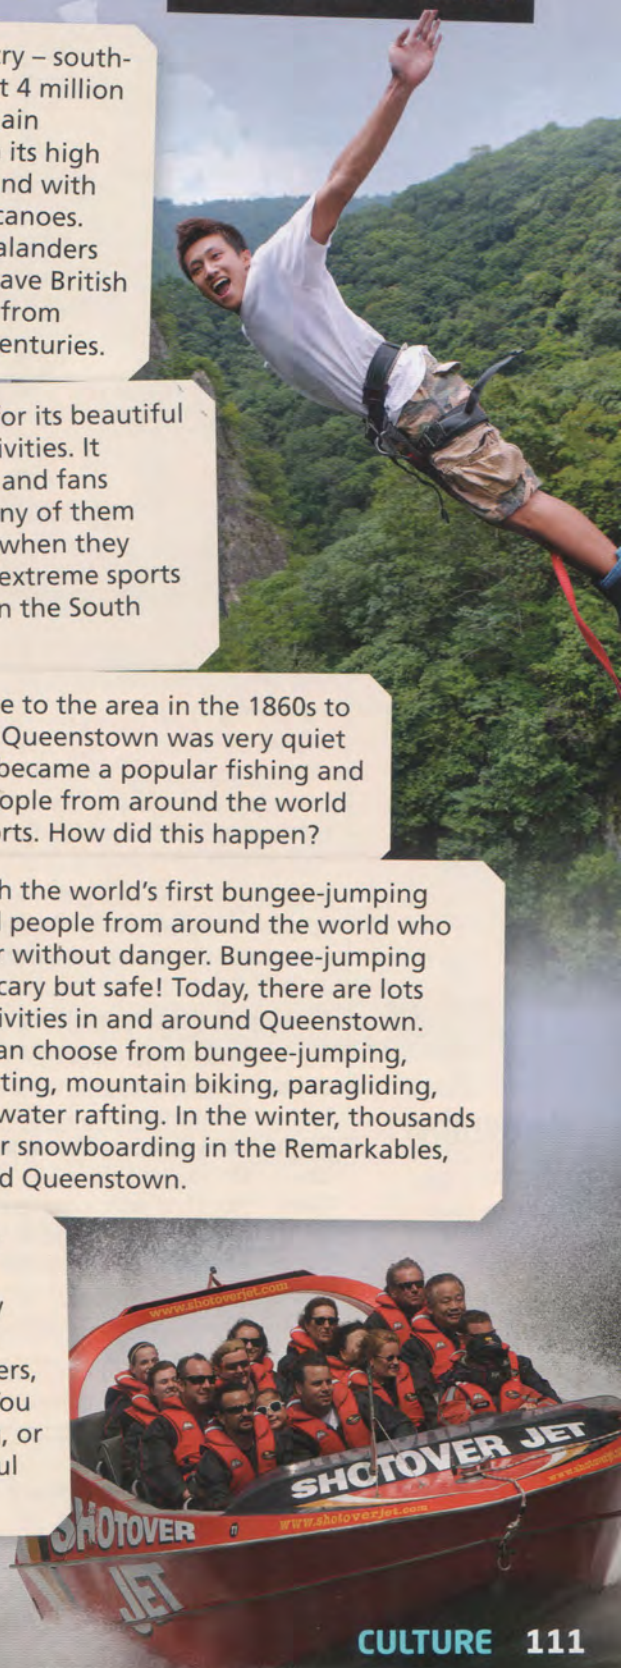 try – south-
t 4 million
ain
its high
nd with
canoes.
alanders
ave British
from
enturies.
for its beautiful
ivities. It
and fans
ny of them
when they
extreme sports
n the South
e to the area in the 1860s to
Queenstown was very quiet
became a popular fishing and
ople from around the world
rts. How did this happen?
h the world's first bungee-jumping
l people from around the world who
r without danger. Bungee-jumping
cary but safe! Today, there are lots
ivities in and around Queenstown.
an choose from bungee-jumping,
ting, mountain biking, paragliding,
water rafting. In the winter, thousands
r snowboarding in the Remarkables,
d Queenstown.
y
ers,
ou
, or
ul
www.shotoverjet.com
SHOTOVER JET
www.shotoverjet.com
SHOTOVER
JET
CULTURE 111